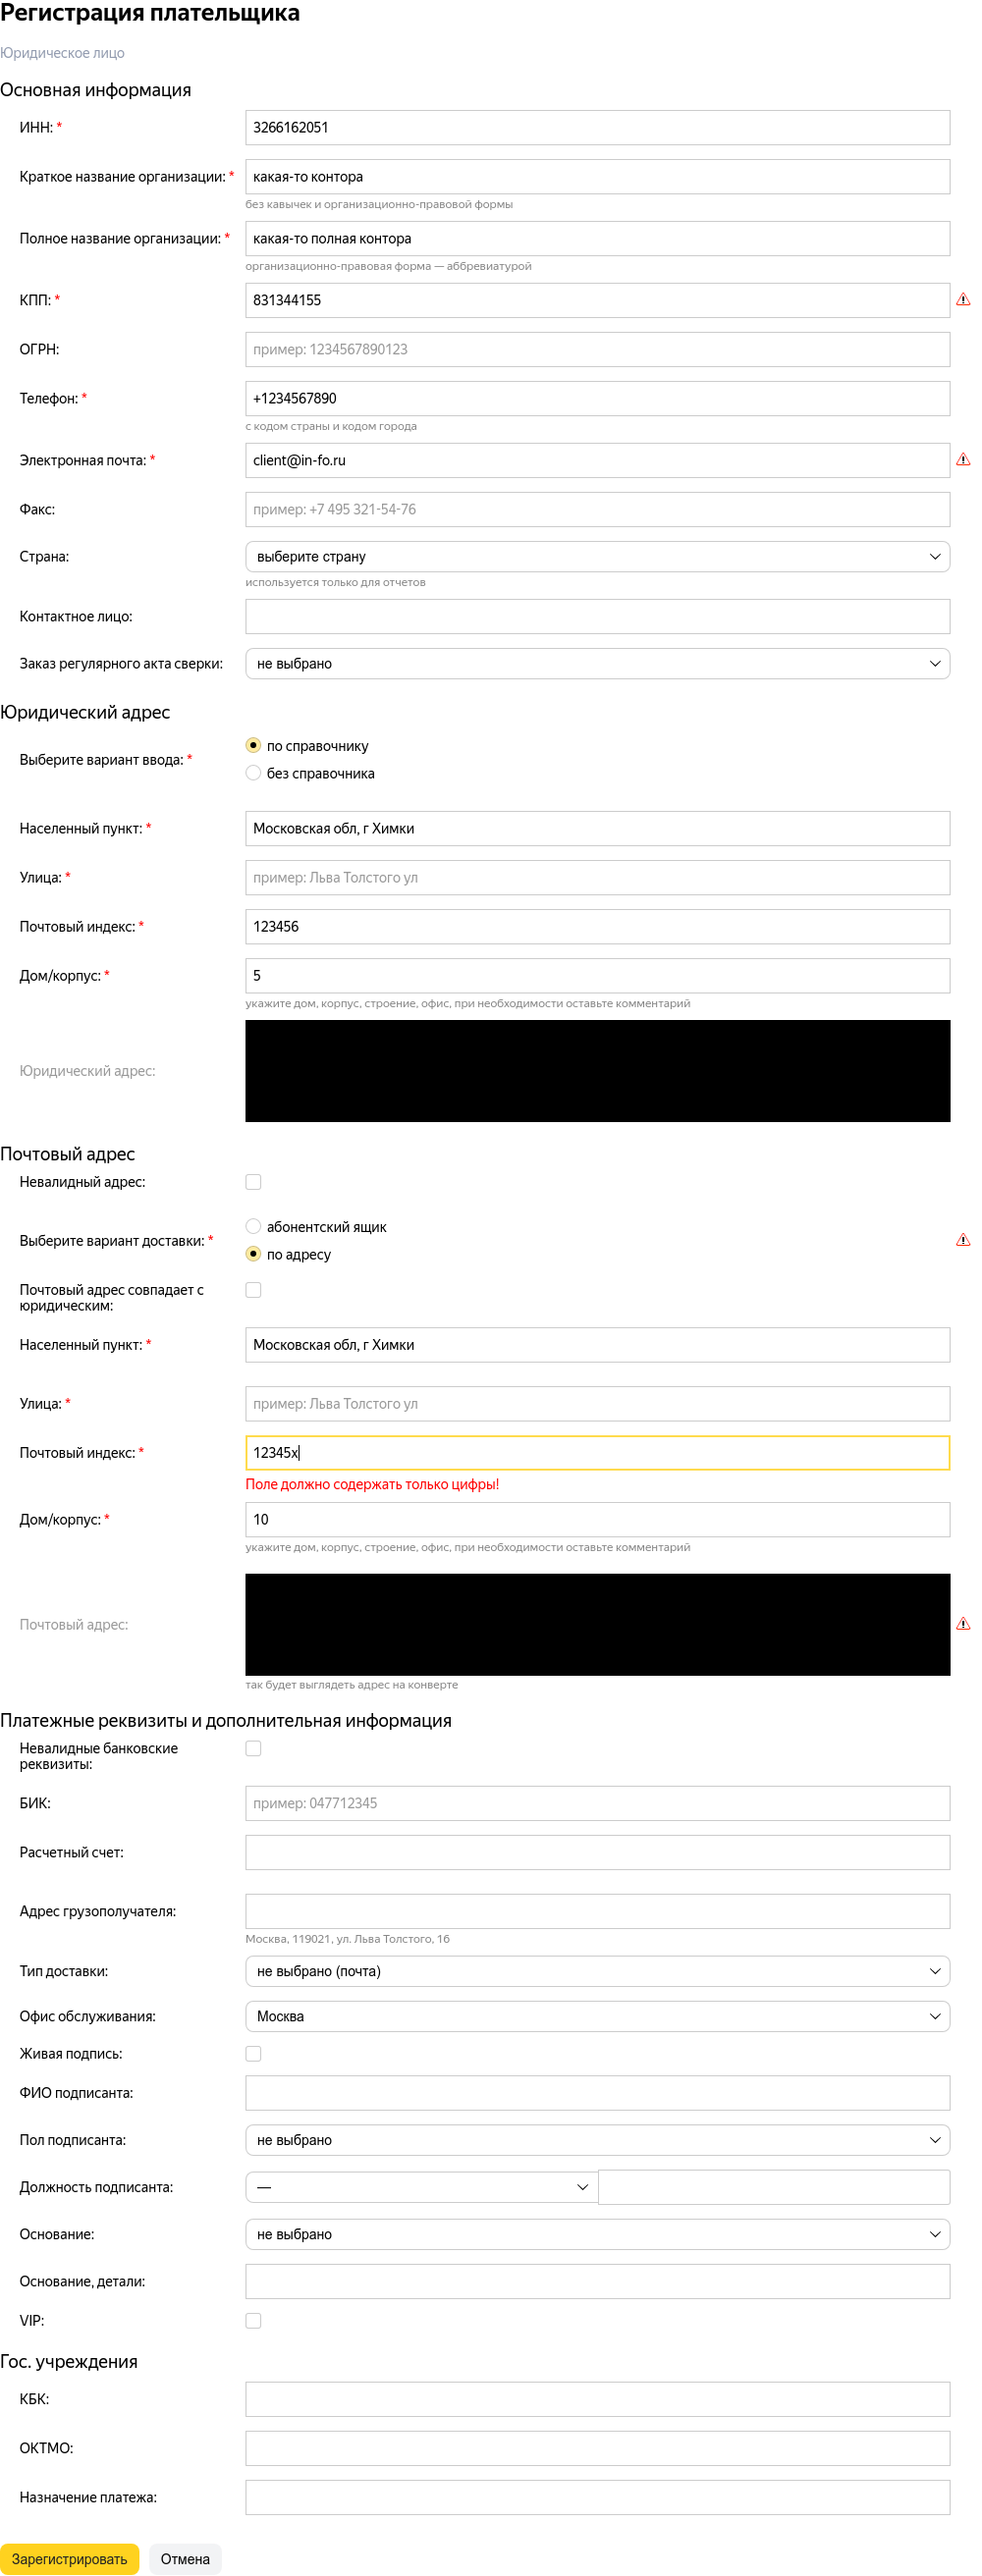 Регистрация плательщика
Юридическое лицо
Основная информация
ИНН: * 3266162051
Краткое название организации: * какая-то контора
без кавычек и организационно-правовой формы
Полное название организации: * какая-то полная контора
организационно-правовая форма — аббревиатурой
КПП: * 831344155
ОГРН: пример: 1234567890123
Телефон: * +1234567890
с кодом страны и кодом города
Электронная почта: * client@in-fo.ru
Факс: пример: +7 495 321-54-76
Страна: выберите страну
используется только для отчетов
Контактное лицо:
Заказ регулярного акта сверки: не выбрано
Юридический адрес
Выберите вариант ввода: *
по справочнику
без справочника
Населенный пункт: * Московская обл, г Химки
Улица: * пример: Льва Толстого ул
Почтовый индекс: * 123456
Дом/корпус: * 5
укажите дом, корпус, строение, офис, при необходимости оставьте комментарий
Юридический адрес:
Почтовый адрес
Невалидный адрес:
Выберите вариант доставки: *
абонентский ящик
по адресу
Почтовый адрес совпадает с
юридическим:
Населенный пункт: * Московская обл, г Химки
Улица: * пример: Льва Толстого ул
Почтовый индекс: * 12345x
Поле должно содержать только цифры!
Дом/корпус: * 10
укажите дом, корпус, строение, офис, при необходимости оставьте комментарий
Почтовый адрес:
так будет выглядеть адрес на конверте
Платежные реквизиты и дополнительная информация
Невалидные банковские
реквизиты:
БИК: пример: 047712345
Расчетный счет:
Адрес грузополучателя:
Москва, 119021, ул. Льва Толстого, 16
Тип доставки: не выбрано (почта)
Офис обслуживания: Москва
Живая подпись:
ФИО подписанта:
Пол подписанта: не выбрано
Должность подписанта: —
Основание: не выбрано
Основание, детали:
VIP:
Гос. учреждения
КБК:
ОКТМО:
Назначение платежа:
Зарегистрировать Отмена